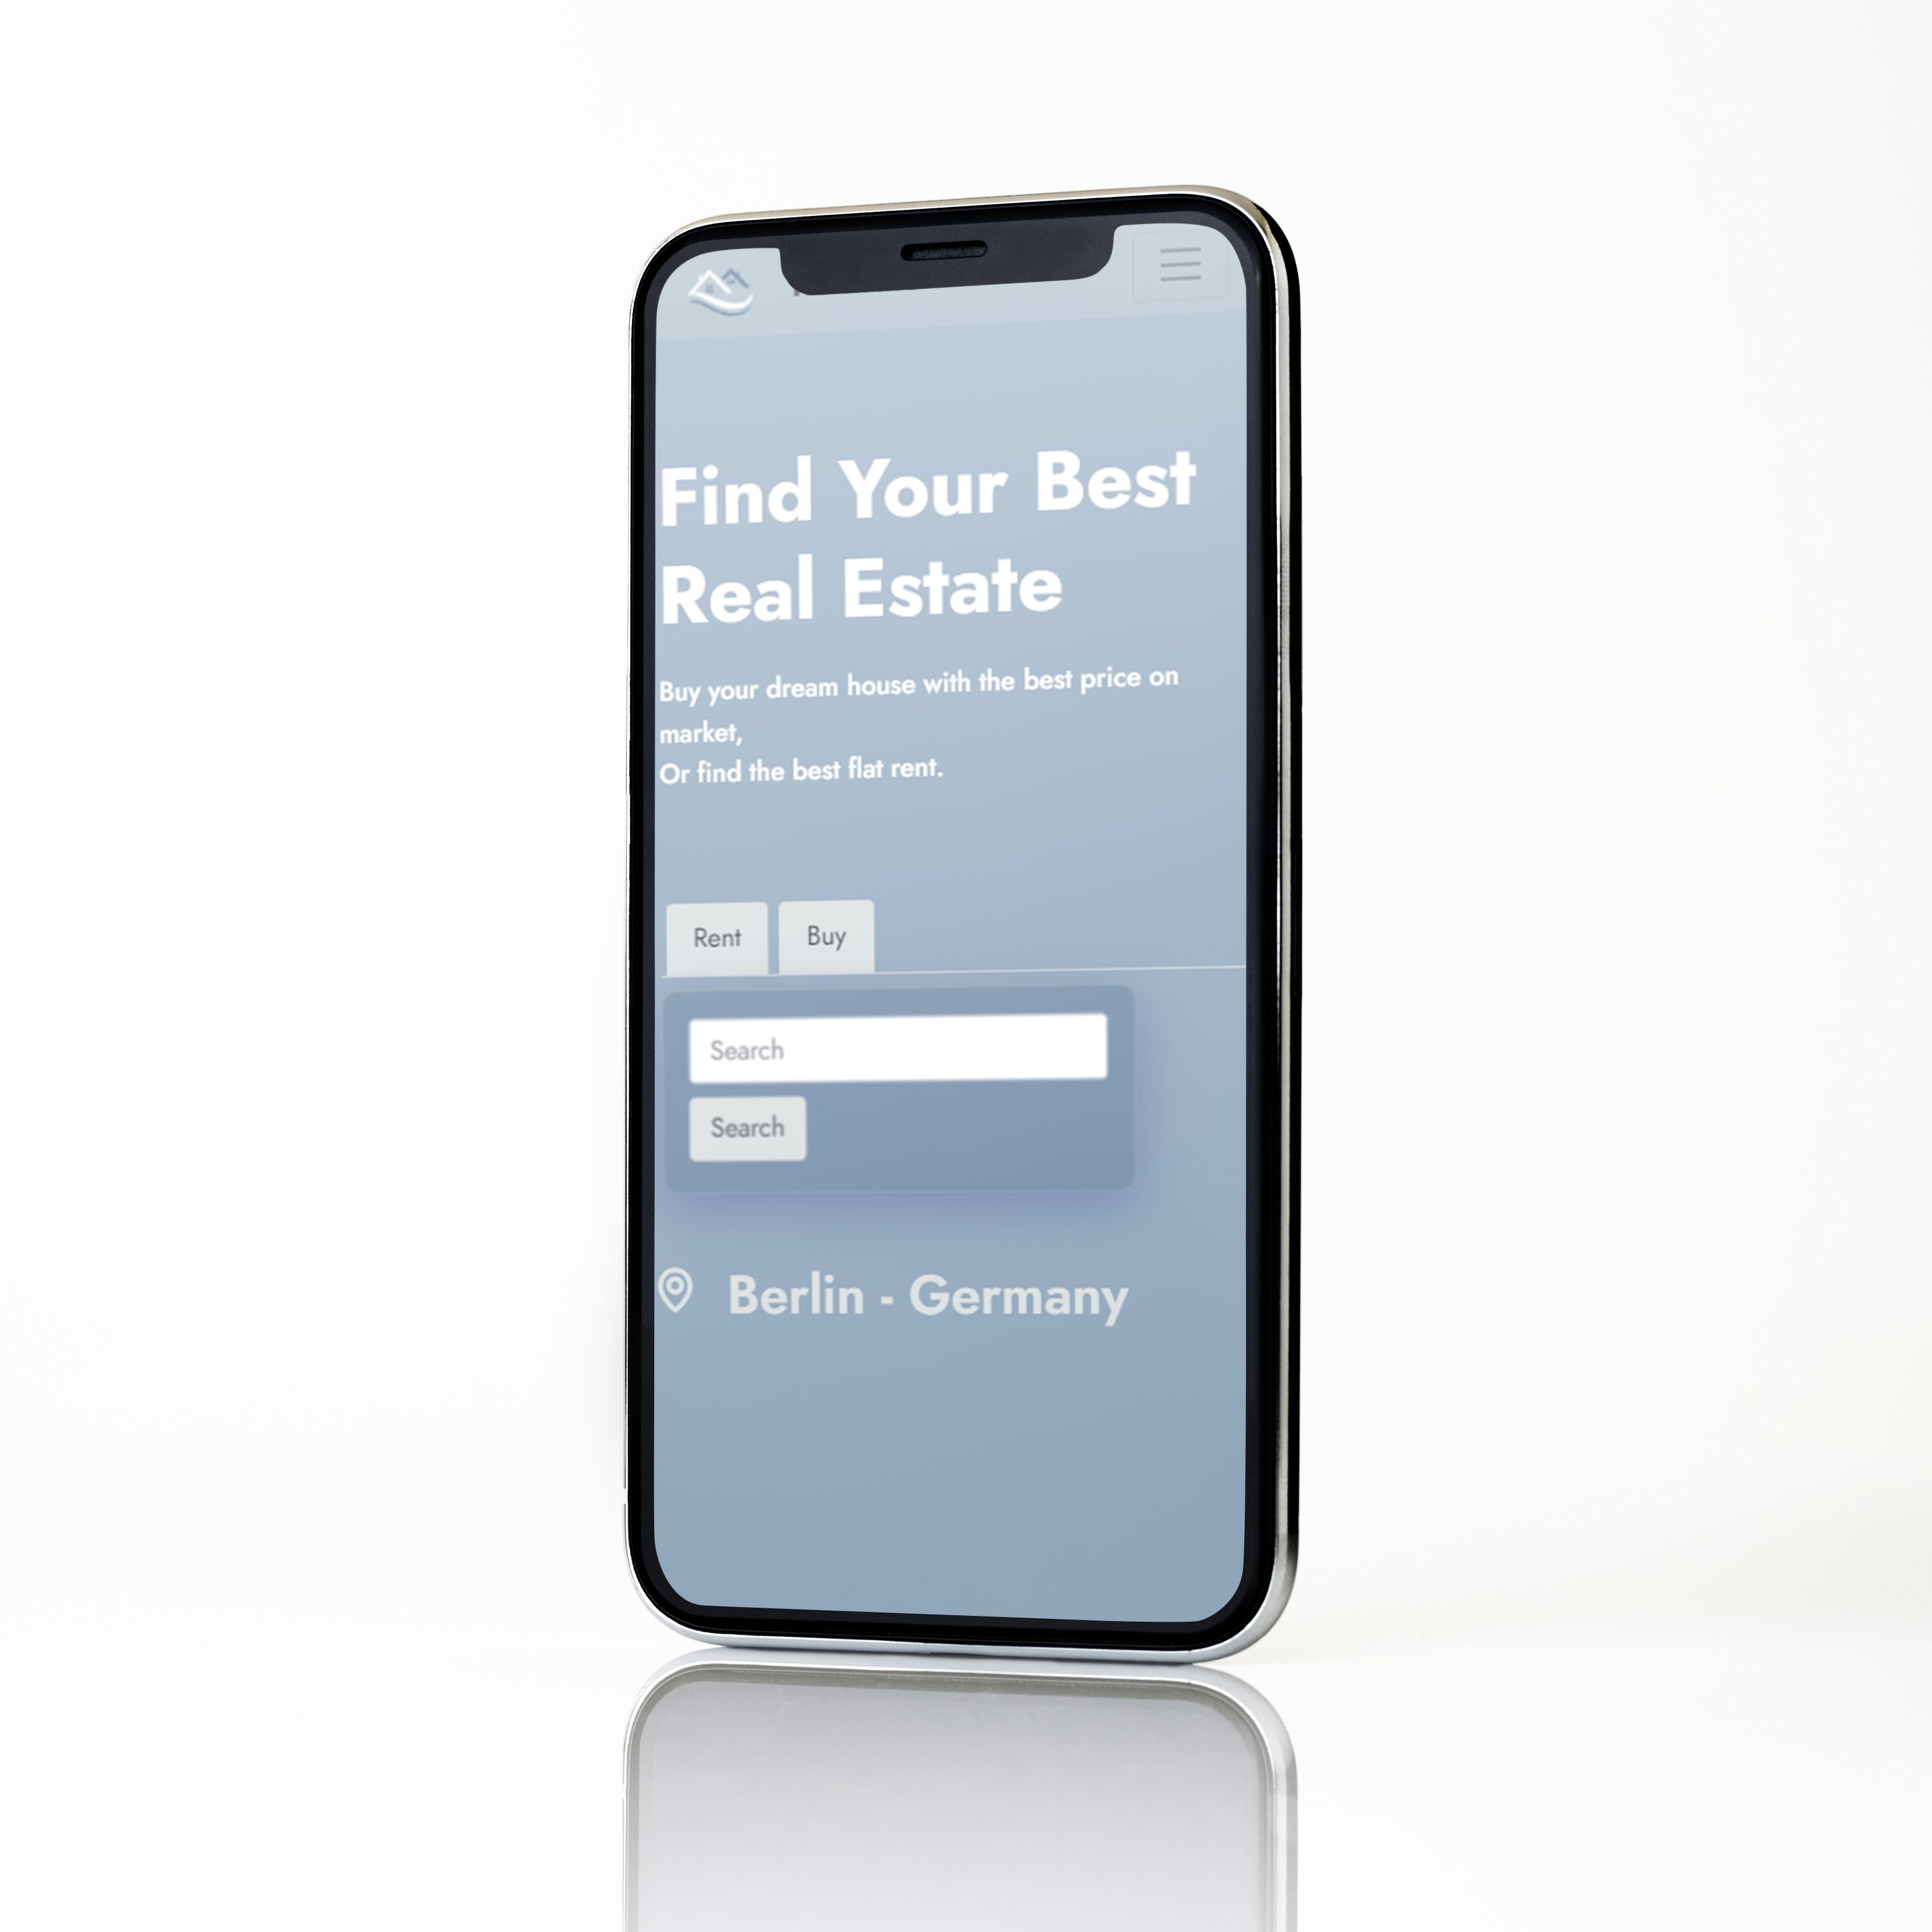 Find Your Best
Real Estate
Buy your dream house with the best price on
market,
Or find the best flat rent.
Rent Buy
Search
Search
Berlin - Germany